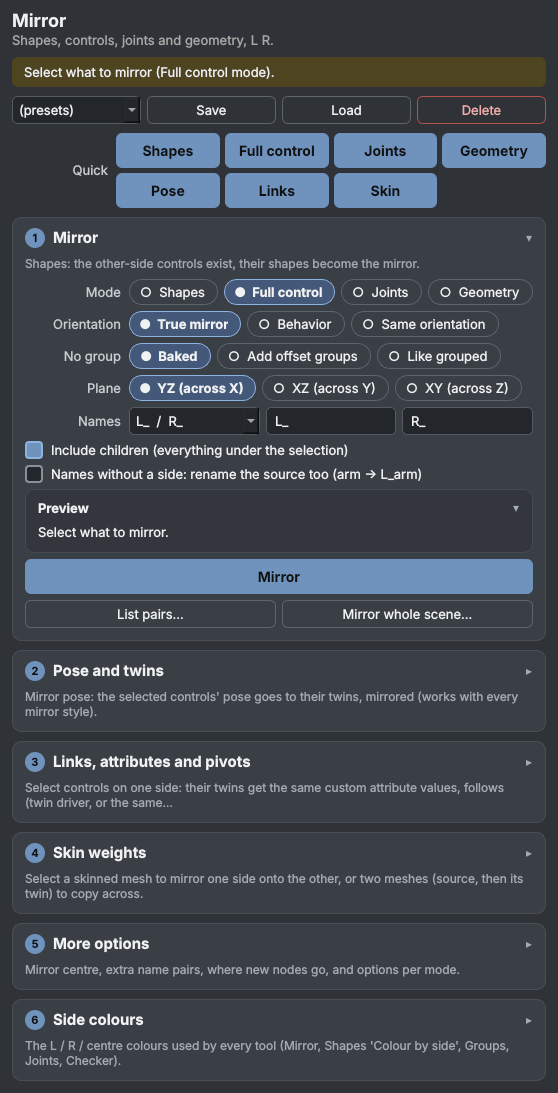 Mirror
Shapes, controls, joints and geometry, L R.
Select what to mirror (Full control mode).
(presets) Save Load Delete
Quick Shapes Full control Joints Geometry
Pose Links Skin
1 Mirror
Shapes: the other-side controls exist, their shapes become the mirror.
Mode Shapes Full control Joints Geometry
Orientation True mirror Behavior Same orientation
No group Baked Add offset groups Like grouped
Plane YZ (across X) XZ (across Y) XY (across Z)
Names L_ / R_ L_ R_
Include children (everything under the selection)
Names without a side: rename the source too (arm → L_arm)
Preview
Select what to mirror.
Mirror
List pairs... Mirror whole scene...
2 Pose and twins
Mirror pose: the selected controls' pose goes to their twins, mirrored (works with every
mirror style).
3 Links, attributes and pivots
Select controls on one side: their twins get the same custom attribute values, follows
(twin driver, or the same...
4 Skin weights
Select a skinned mesh to mirror one side onto the other, or two meshes (source, then its
twin) to copy across.
5 More options
Mirror centre, extra name pairs, where new nodes go, and options per mode.
6 Side colours
The L / R / centre colours used by every tool (Mirror, Shapes 'Colour by side', Groups,
Joints, Checker).